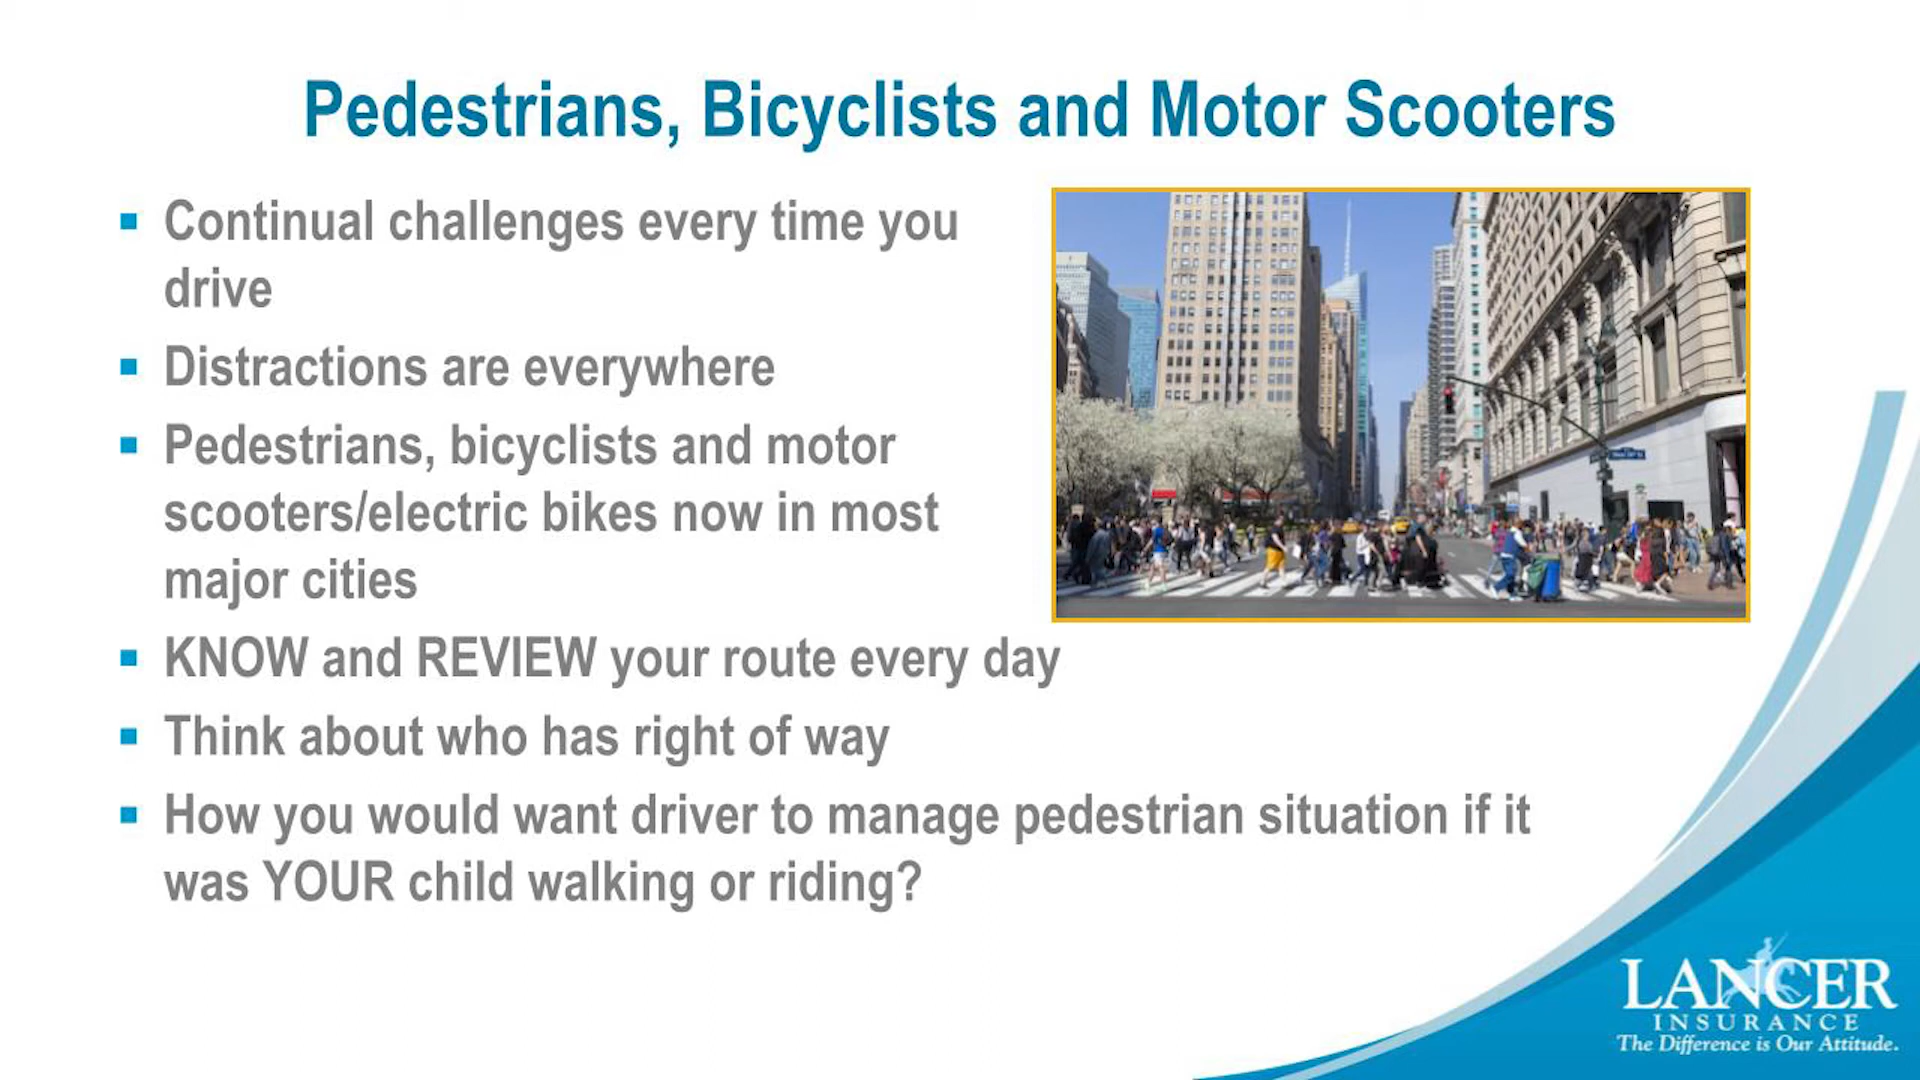 Pedestrians, Bicyclists and Motor Scooters
Continual challenges every time you
drive
Distractions are everywhere
Pedestrians, bicyclists and motor
scooters/electric bikes now in most
major cities
KNOW and REVIEW your route every day
Think about who has right of way
How you would want driver to manage pedestrian situation if it
was YOUR child walking or riding?
LANCER
INSURANCE
The Difference is Our Attitude.